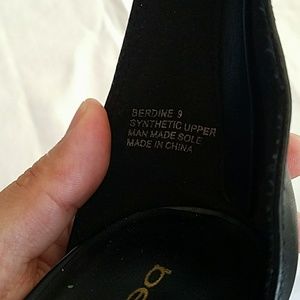 BERDINE 9
SYNTHETIC UPPER
MAN MADE SOLE
MADE IN CHINA